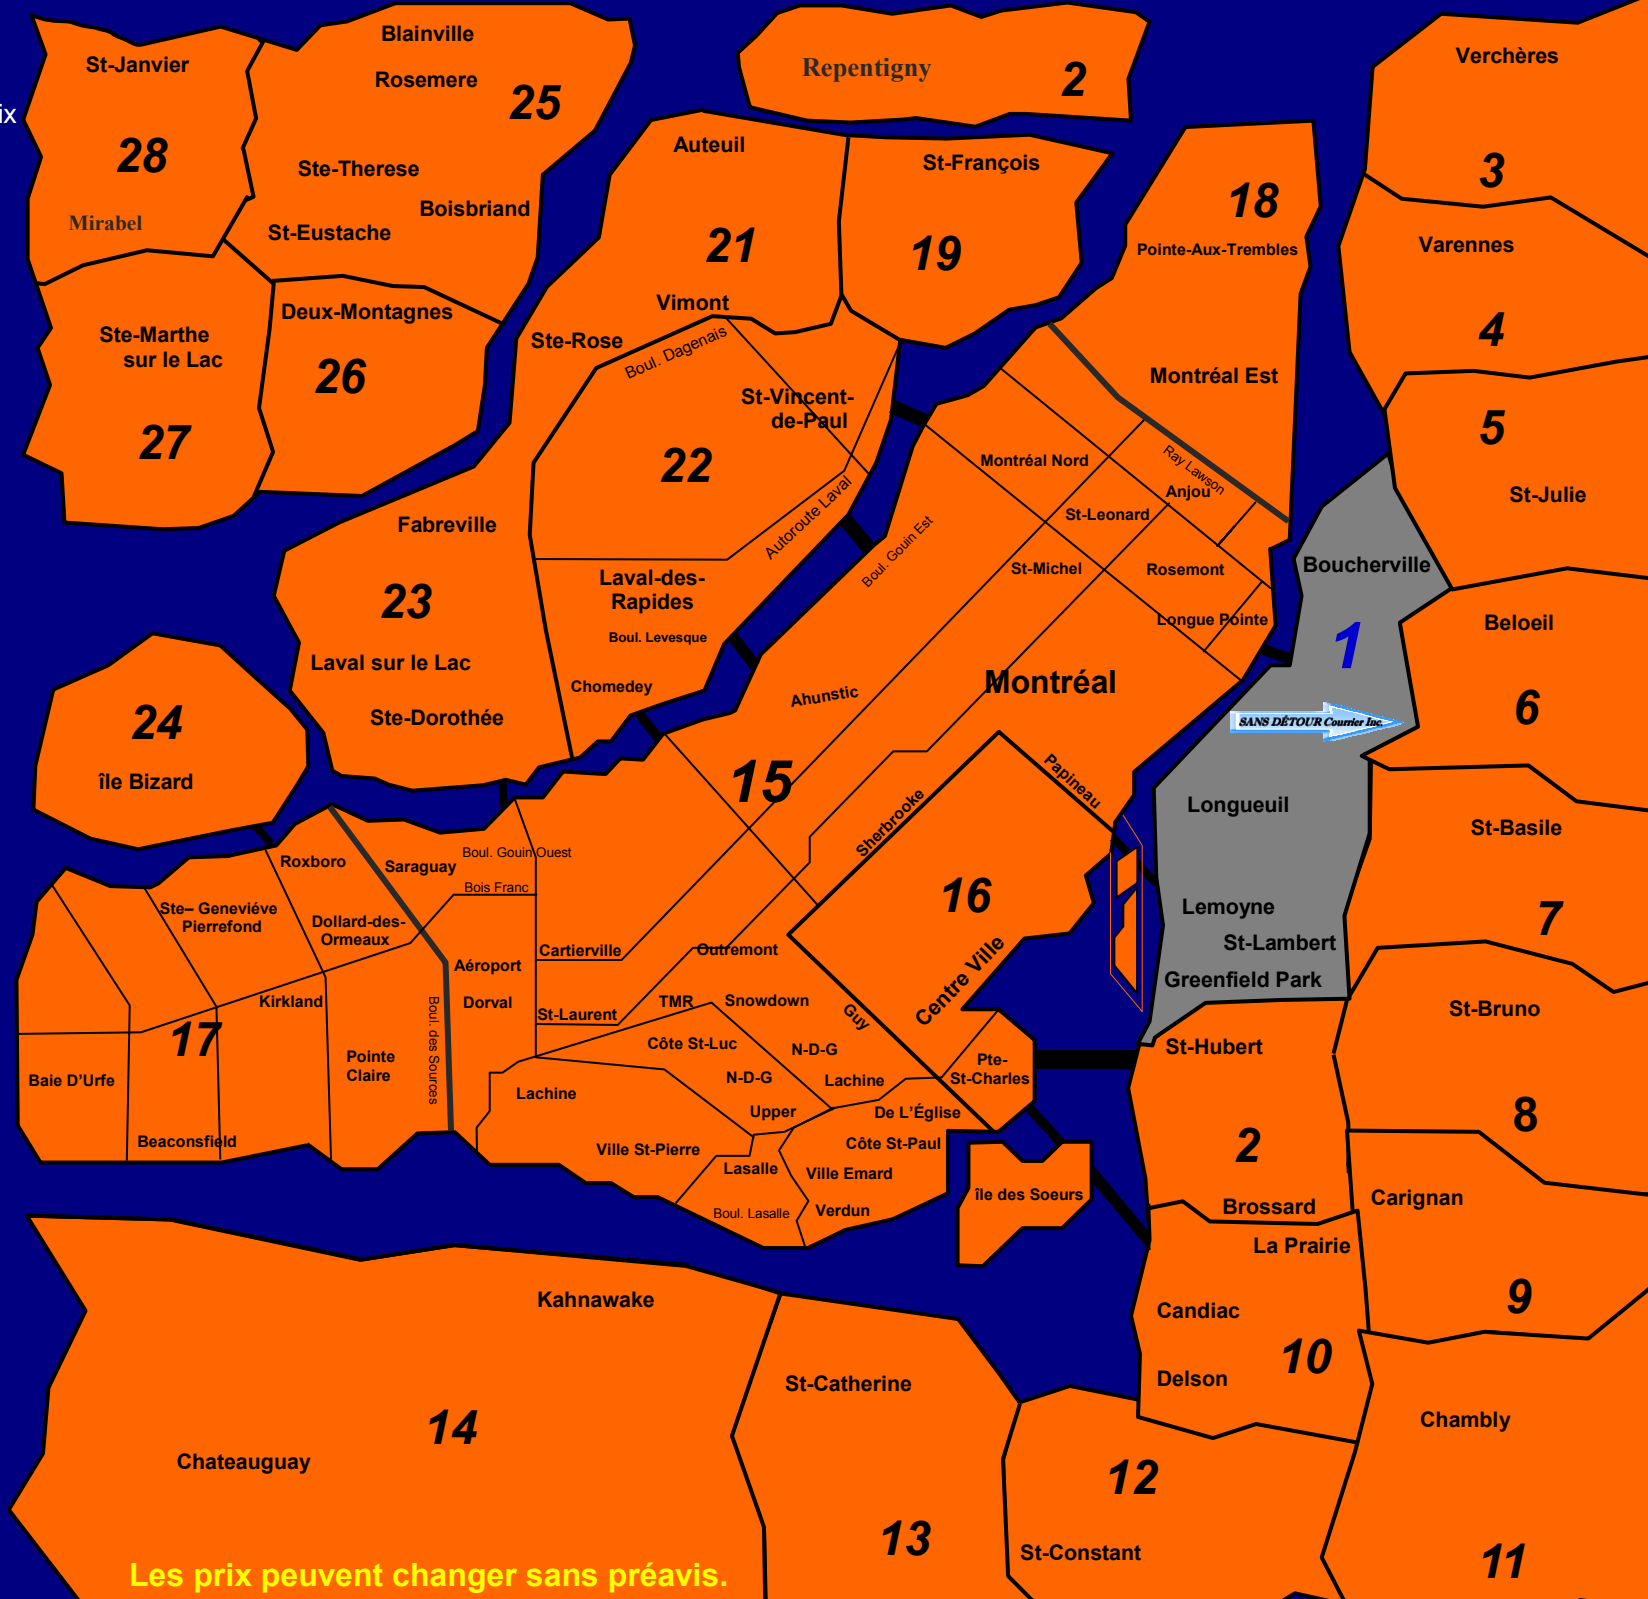 ix
St-Janvier
28
Mirabel
Blainville
Rosemere
25
Ste-Therese
Boisbriand
St-Eustache
Repentigny
2
Verchères
3
Auteuil
21
Vimont
Ste-Rose
St-François
19
18
Pointe-Aux-Trembles
Montréal Est
Varennes
4
Ste-Marthe
sur le Lac
27
Deux-Montagnes
26
Boul. Dagenais
St-Vincent-
de-Paul
22
Autoroute Laval
Laval-des-
Rapides
Boul. Levesque
Chomedey
Fabreville
23
Laval sur le Lac
Ste-Dorothée
24
île Bizard
Montréal Nord
Ray Lawson
Anjou
St-Leonard
Boul. Gouin Est
St-Michel
Rosemont
Longue Pointe
Montréal
Ahunstic
15
5
St-Julie
Boucherville
1
SANS DÉTOUR Courrier Inc.
Longueuil
Lemoyne
St-Lambert
Greenfield Park
Beloeil
6
St-Basile
7
Papineau
Sherbrooke
16
Centre Ville
Guy
Roxboro
Saraguay
Boul. Gouin Ouest
Bois Franc
Ste– Geneviéve
Pierrefond
Dollard-des-
Ormeaux
Aéroport
Dorval
Cartierville
Outremont
Kirkland
Boul. des Sources
St-Laurent
TMR
Snowdown
17
Pointe
Claire
Baie D'Urfe
Beaconsfield
Côte St-Luc
N-D-G
N-D-G
Lachine
Lachine
Upper
De L'Église
Pte-
St-Charles
Ville St-Pierre
Côte St-Paul
Lasalle
Ville Emard
Boul. Lasalle
Verdun
île des Soeurs
St-Hubert
2
Brossard
St-Bruno
8
Carignan
9
La Prairie
Candiac
10
Delson
Kahnawake
14
Chateauguay
St-Catherine
13
12
St-Constant
Chambly
11
Les prix peuvent changer sans préavis.